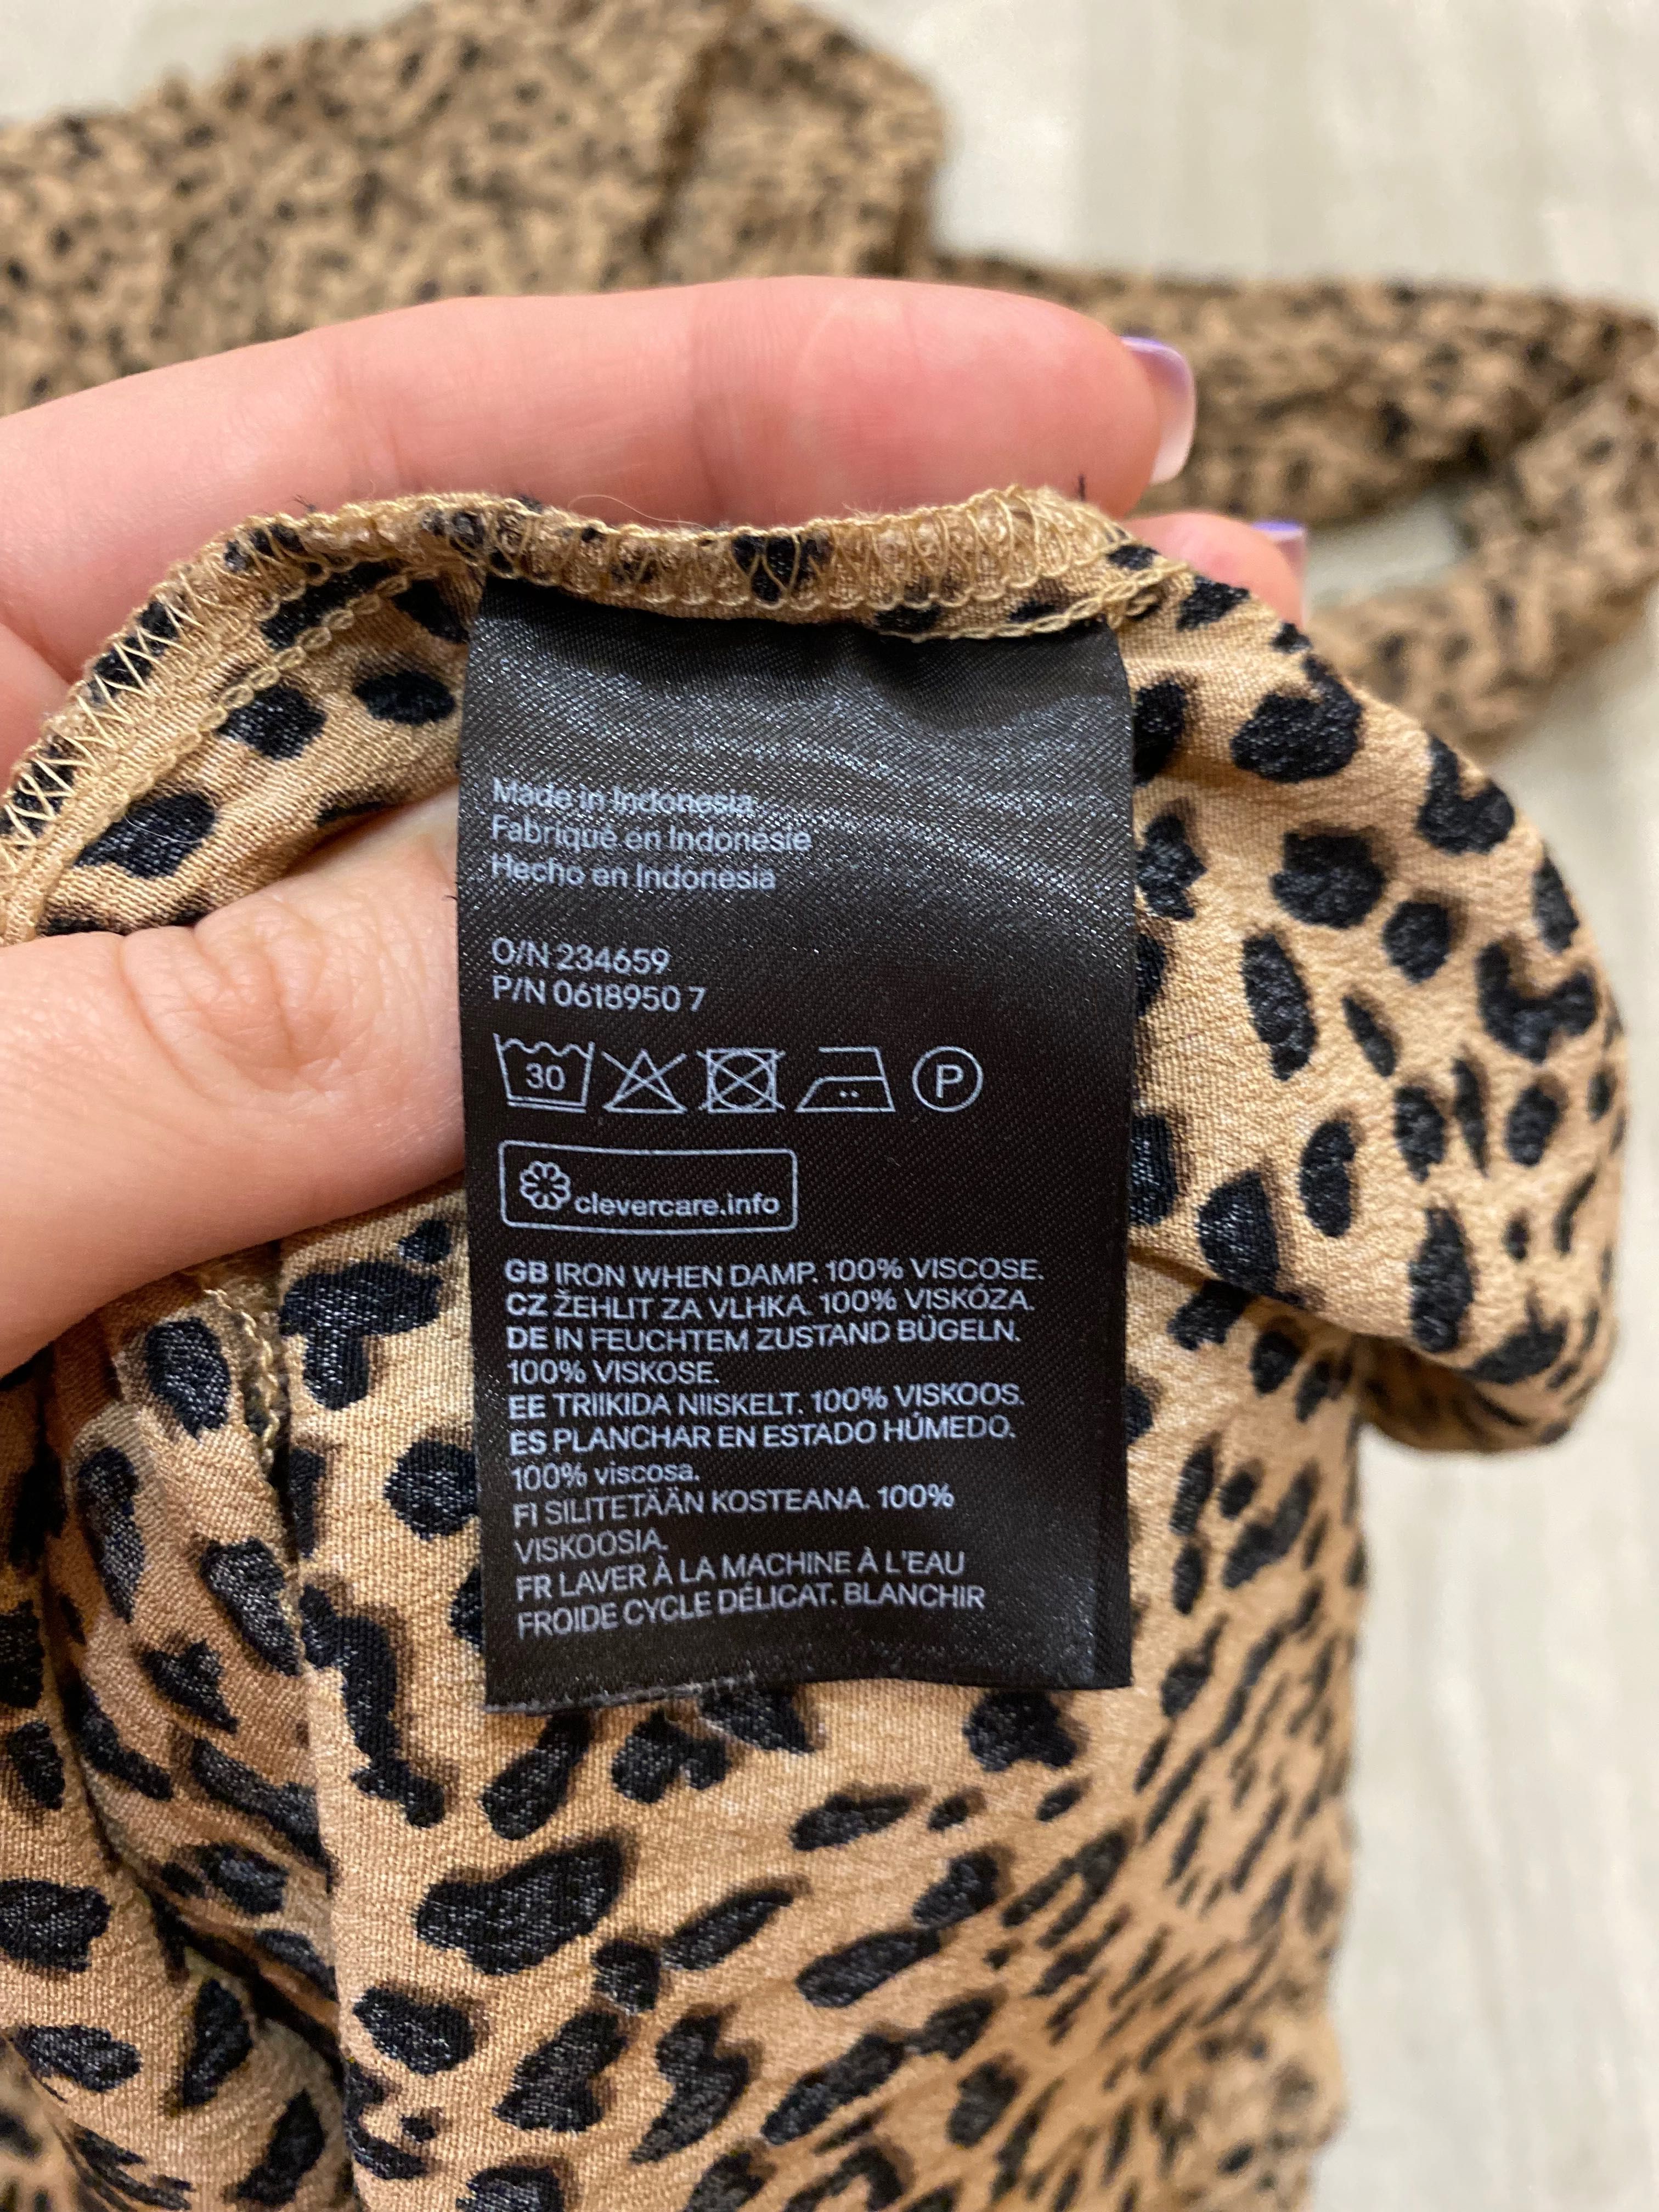 Made in Indonesia
Fabriqué en Indonésie
Hecho en Indonesia
O/N 234659
P/N 0618950 7
30 P
clevercare.info
GB IRON WHEN DAMP. 100% VISCOSE.
CZ ŽEHLIT ZA VLHKA. 100% VISKÓZA.
DE IN FEUCHTEM ZUSTAND BÜGELN.
100% VISKOSE.
EE TRIIKIDA NIISKELT. 100% VISKOOS.
ES PLANCHAR EN ESTADO HÚMEDO.
100% viscosa.
FI SILITETÄÄN KOSTEANA. 100%
VISKOOSIA.
FR LAVER À LA MACHINE À L'EAU
FROIDE CYCLE DÉLICAT. BLANCHIR